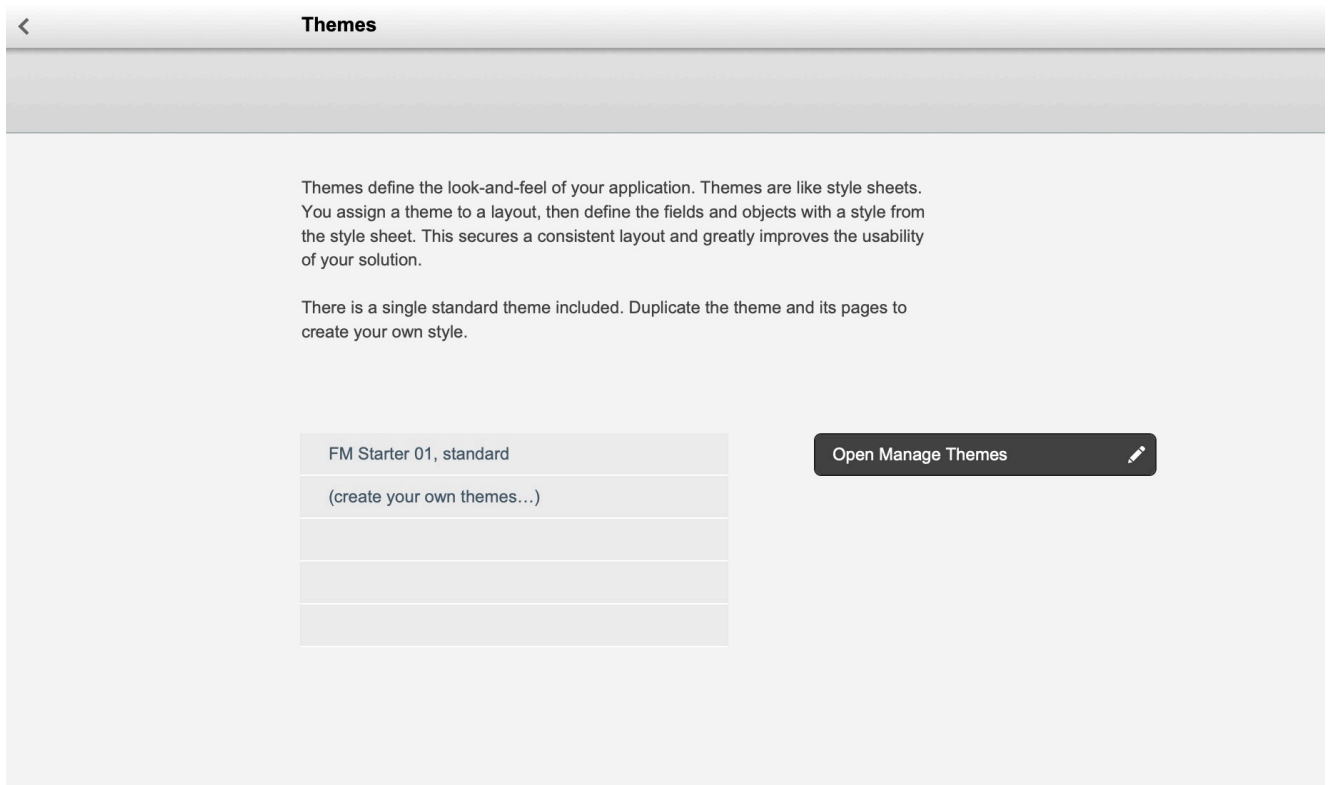 Themes
Themes define the look-and-feel of your application. Themes are like style sheets.
You assign a theme to a layout, then define the fields and objects with a style from
the style sheet. This secures a consistent layout and greatly improves the usability
of your solution.
There is a single standard theme included. Duplicate the theme and its pages to
create your own style.
FM Starter 01, standard
Open Manage Themes
(create your own themes…)